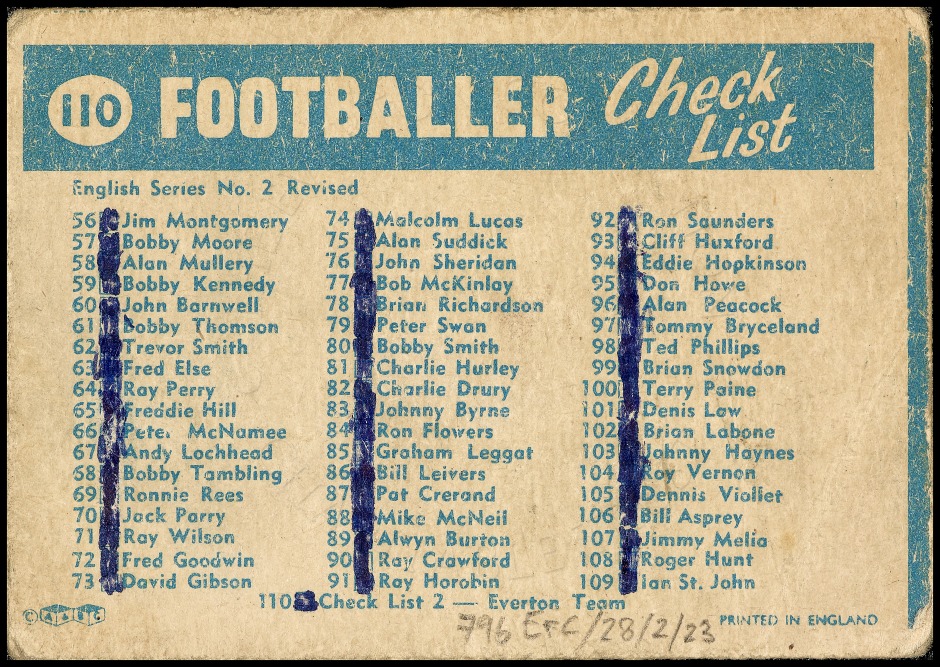 110 FOOTBALLER Check List
English Series No. 2 Revised
56 Jim Montgomery
57 Bobby Moore
58 Alan Mullery
59 Bobby Kennedy
60 John Barnwell
61 Bobby Thomson
62 Trevor Smith
63 Fred Else
64 Ray Perry
65 Freddie Hill
66 Peter McNamee
67 Andy Lochhead
68 Bobby Tambling
69 Ronnie Rees
70 Jack Parry
71 Ray Wilson
72 Fred Goodwin
73 David Gibson
74 Malcolm Lucas
75 Alan Suddick
76 John Sheridan
77 Bob McKinlay
78 Brian Richardson
79 Peter Swan
80 Bobby Smith
81 Charlie Hurley
82 Charlie Drury
83 Johnny Byrne
84 Ron Flowers
85 Graham Leggat
86 Bill Leivers
87 Pat Crerand
88 Mike McNeil
89 Alwyn Burton
90 Ray Crawford
91 Ray Horobin
92 Ron Saunders
93 Cliff Huxford
94 Eddie Hopkinson
95 Don Howe
96 Alan Peacock
97 Tommy Bryceland
98 Ted Phillips
99 Brian Snowdon
100 Terry Paine
101 Denis Law
102 Brian Labone
103 Johnny Haynes
104 Roy Vernon
105 Dennis Viollet
106 Bill Asprey
107 Jimmy Melia
108 Roger Hunt
109 Ian St. John
110 Check List 2 — Everton Team
© A&BC
796 EFC/28/2/23
PRINTED IN ENGLAND